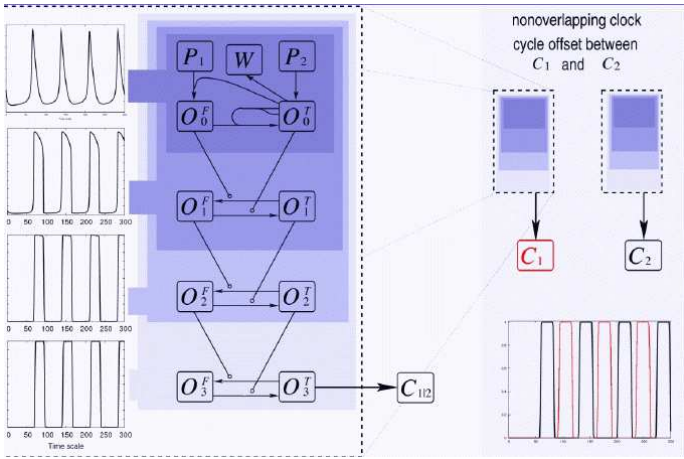 nonoverlapping clock
cycle offset between
C1 and C2
P1 W P2
O0F O0T
O1F O1T
O2F O2T
O3F O3T
C1|2
C1 C2
0 50 100 150 200 250 300
0 50 100 150 200 250 300
0 50 100 150 200 250 300
Time scale